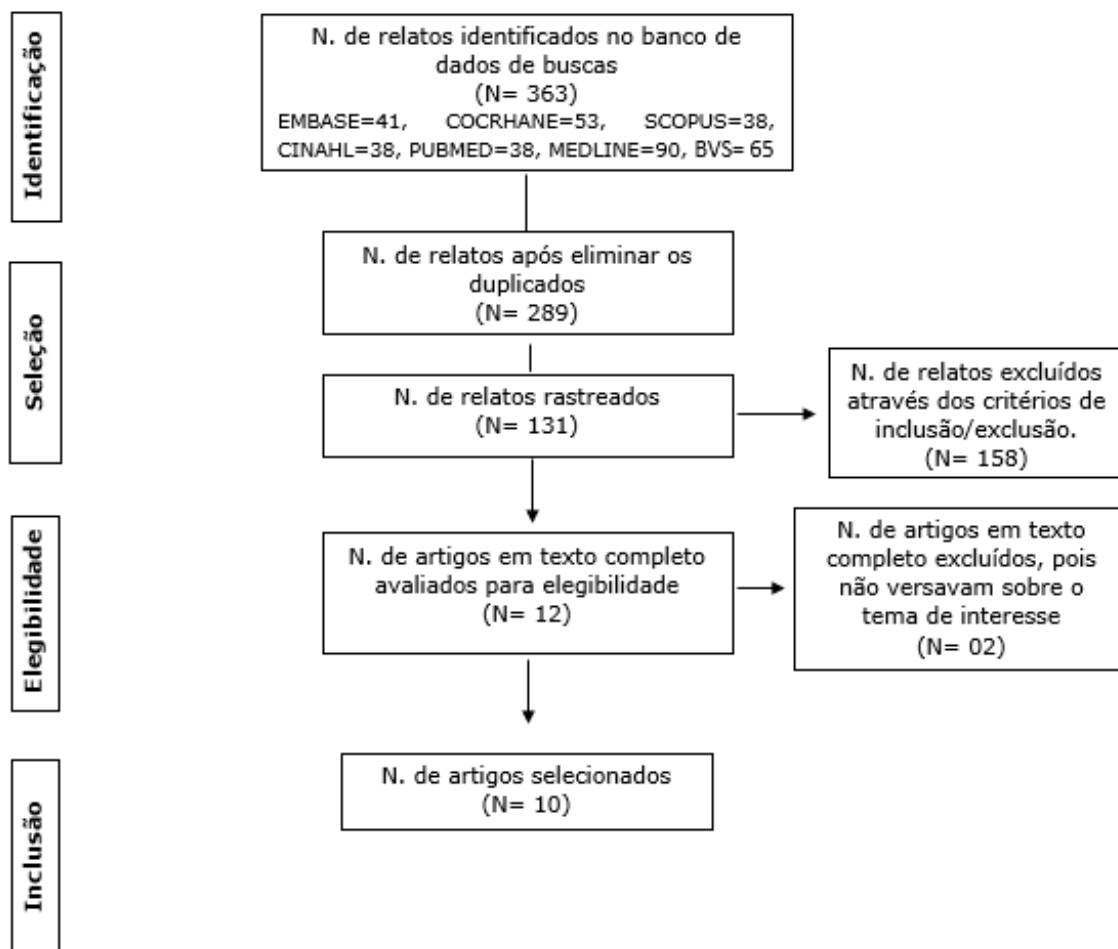 Identificação
N. de relatos identificados no banco de
dados de buscas
(N= 363)
EMBASE=41, COCRHANE=53, SCOPUS=38,
CINAHL=38, PUBMED=38, MEDLINE=90, BVS= 65
Seleção
N. de relatos após eliminar os
duplicados
(N= 289)
N. de relatos rastreados
(N= 131)
N. de relatos excluídos
através dos critérios de
inclusão/exclusão.
(N= 158)
Elegibilidade
N. de artigos em texto completo
avaliados para elegibilidade
(N= 12)
N. de artigos em texto
completo excluídos, pois
não versavam sobre o
tema de interesse
(N= 02)
Inclusão
N. de artigos selecionados
(N= 10)